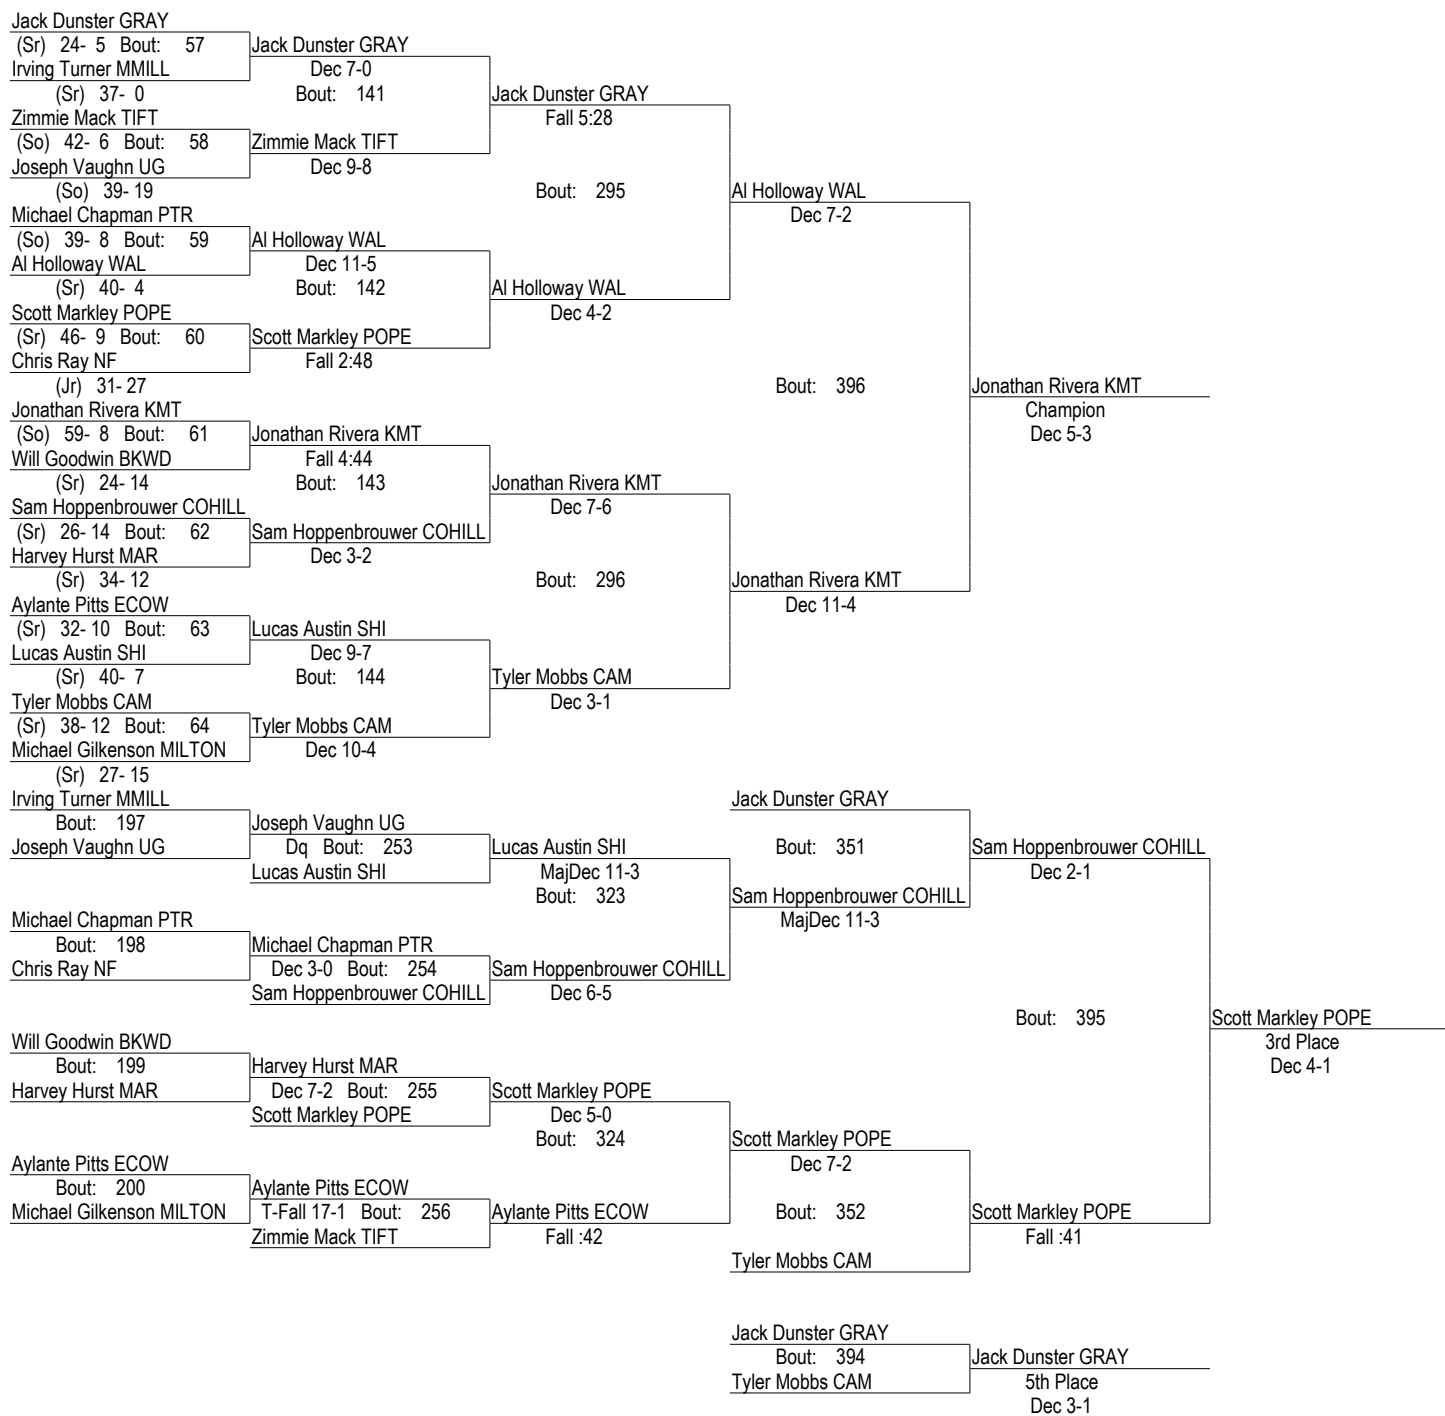 Jack Dunster GRAY
(Sr) 24- 5 Bout: 57 Jack Dunster GRAY
Irving Turner MMILL Dec 7-0
(Sr) 37- 0 Bout: 141 Jack Dunster GRAY
Zimmie Mack TIFT Fall 5:28
(So) 42- 6 Bout: 58 Zimmie Mack TIFT
Joseph Vaughn UG Dec 9-8
(So) 39- 19 Bout: 295 Al Holloway WAL
Michael Chapman PTR Dec 7-2
(So) 39- 8 Bout: 59 Al Holloway WAL
Al Holloway WAL Dec 11-5
(Sr) 40- 4 Bout: 142 Al Holloway WAL
Scott Markley POPE Dec 4-2
(Sr) 46- 9 Bout: 60 Scott Markley POPE
Chris Ray NF Fall 2:48
(Jr) 31- 27 Bout: 396 Jonathan Rivera KMT
Jonathan Rivera KMT Champion
(So) 59- 8 Bout: 61 Jonathan Rivera KMT Dec 5-3
Will Goodwin BKWD Fall 4:44
(Sr) 24- 14 Bout: 143 Jonathan Rivera KMT
Sam Hoppenbrouwer COHILL Dec 7-6
(Sr) 26- 14 Bout: 62 Sam Hoppenbrouwer COHILL
Harvey Hurst MAR Dec 3-2
(Sr) 34- 12 Bout: 296 Jonathan Rivera KMT
Aylante Pitts ECOW Dec 11-4
(Sr) 32- 10 Bout: 63 Lucas Austin SHI
Lucas Austin SHI Dec 9-7
(Sr) 40- 7 Bout: 144 Tyler Mobbs CAM
Tyler Mobbs CAM Dec 3-1
(Sr) 38- 12 Bout: 64 Tyler Mobbs CAM
Michael Gilkenson MILTON Dec 10-4
(Sr) 27- 15
Irving Turner MMILL Jack Dunster GRAY
Bout: 197 Joseph Vaughn UG
Joseph Vaughn UG Dq Bout: 253 Lucas Austin SHI Bout: 351 Sam Hoppenbrouwer COHILL
Lucas Austin SHI MajDec 11-3 Dec 2-1
Bout: 323 Sam Hoppenbrouwer COHILL
Michael Chapman PTR MajDec 11-3
Bout: 198 Michael Chapman PTR
Chris Ray NF Dec 3-0 Bout: 254 Sam Hoppenbrouwer COHILL
Sam Hoppenbrouwer COHILL Dec 6-5
Bout: 395 Scott Markley POPE
Will Goodwin BKWD 3rd Place
Bout: 199 Harvey Hurst MAR Dec 4-1
Harvey Hurst MAR Dec 7-2 Bout: 255 Scott Markley POPE
Scott Markley POPE Dec 5-0
Bout: 324 Scott Markley POPE
Aylante Pitts ECOW Dec 7-2
Bout: 200 Aylante Pitts ECOW
Michael Gilkenson MILTON T-Fall 17-1 Bout: 256 Aylante Pitts ECOW Bout: 352 Scott Markley POPE
Zimmie Mack TIFT Fall :42 Fall :41
Tyler Mobbs CAM
Jack Dunster GRAY
Bout: 394 Jack Dunster GRAY
Tyler Mobbs CAM 5th Place
Dec 3-1